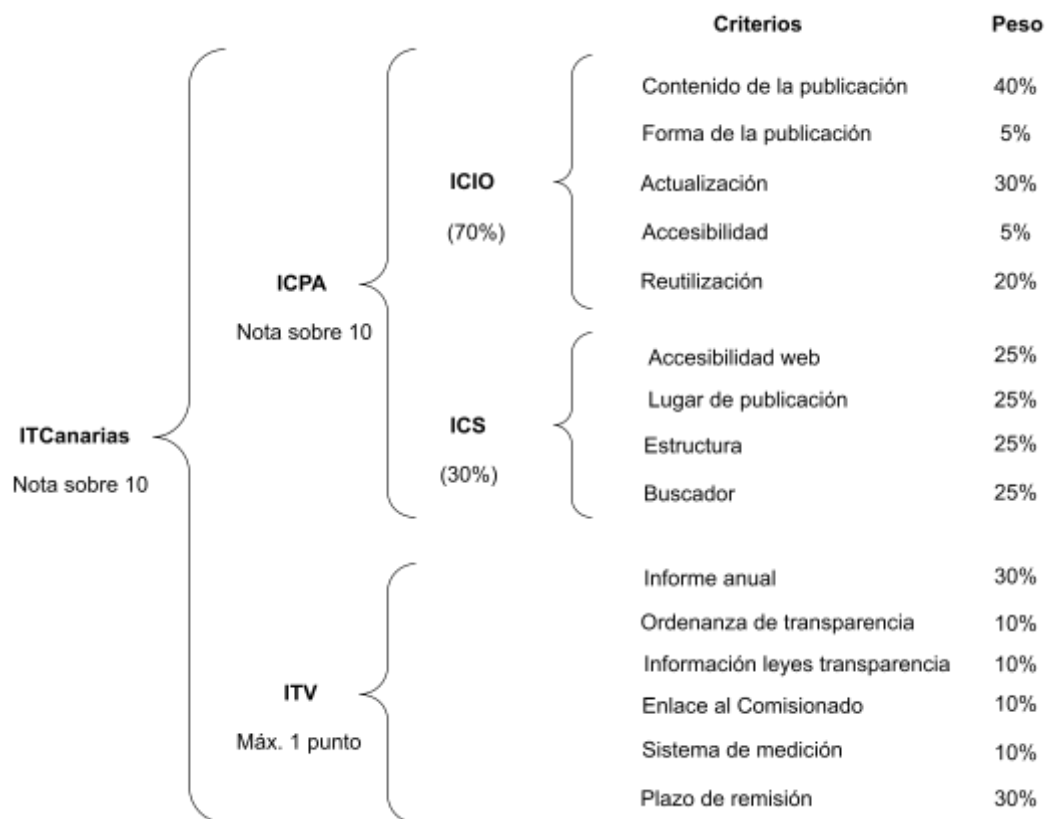 Criterios Peso
Contenido de la publicación 40%
Forma de la publicación 5%
ICIO
Actualización 30%
(70%)
Accesibilidad 5%
ICPA
Reutilización 20%
Nota sobre 10
Accesibilidad web 25%
Lugar de publicación 25%
ICS
ITCanarias
Estructura 25%
(30%)
Nota sobre 10
Buscador 25%
Informe anual 30%
Ordenanza de transparencia 10%
Información leyes transparencia 10%
ITV
Enlace al Comisionado 10%
Máx. 1 punto
Sistema de medición 10%
Plazo de remisión 30%